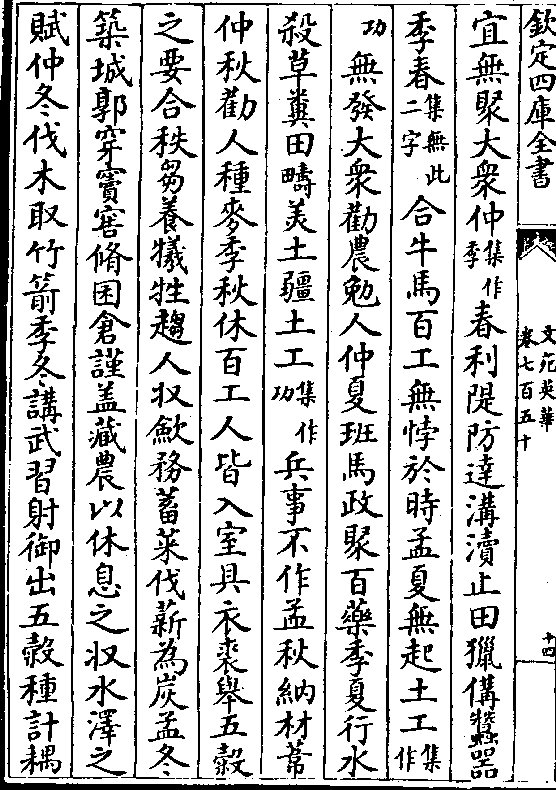 欽定四庫全書
文苑英華
卷七百五十
十四
宜無聚大衆仲集作季春利隄防達溝瀆止田獵僃蠶器
季春集無此二字合牛馬百工無悖於時孟夏無起土工集作
功無發大衆勸農勉人仲夏班馬政聚百藥季夏行水
殺草糞田疇美土疆土工集作功兵事不作孟秋納材葦
仲秋勸人種麥季秋休百工人皆入室具衣裘舉五穀
之要合秩芻養犧牲趨人収歛務蓄菜伐薪為炭孟冬
築城郭穿竇窖脩囷倉謹盖藏農以休息之収水澤之
賦仲冬伐木取竹箭季冬講武習射御出五穀種計耦